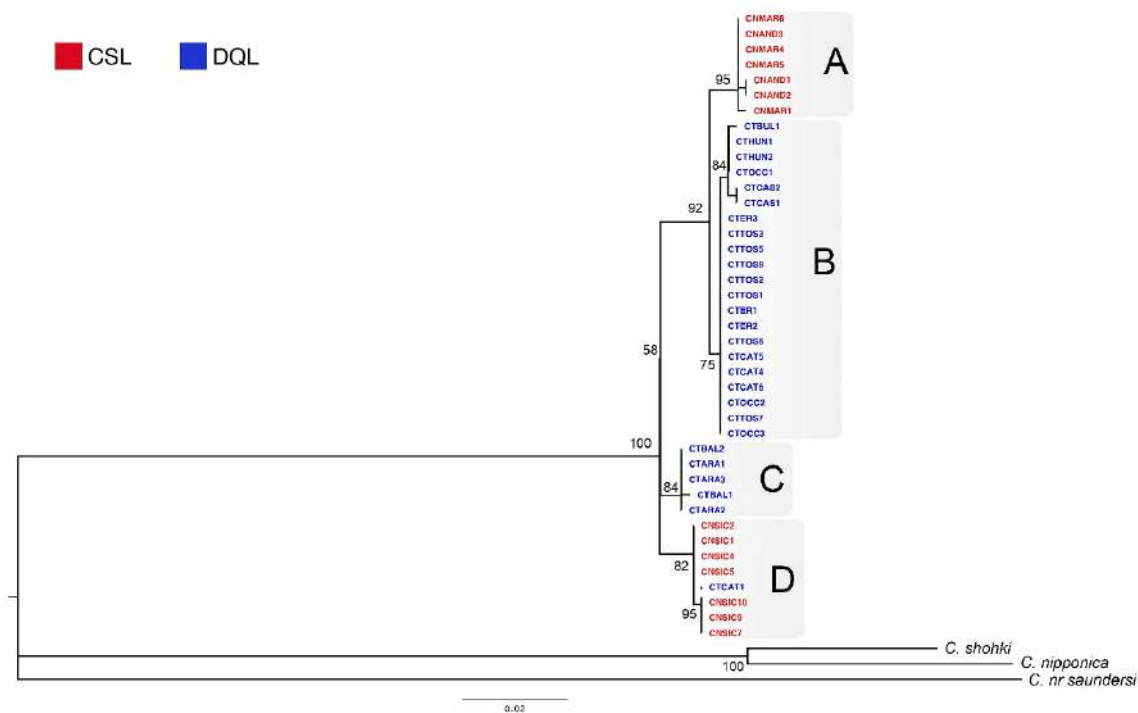 CSL
DQL
CNMAR6
CNAND3
CNMAR4
CNMAR5
CNAND1
CNAND2
CNMAR1
A
95
CTBUL1
CTHUN1
CTHUN2
CTOCC1
CTCAS2
CTCAS1
CTER3
CTTOS3
CTTOS5
CTTOS8
CTTOS2
CTTOS1
CTER1
CTER2
CTTOS6
CTCAT5
CTCAT4
CTCAT6
CTOCC2
CTTOS7
CTOCC3
B
84
92
75
58
100
CTBAL2
CTARA1
CTARA3
CTBAL1
CTARA2
C
84
CNSIC2
CNSIC1
CNSIC4
CNSIC5
CTCAT1
CNSIC10
CNSIC9
CNSIC7
D
82
95
C. shohki
C. nipponica
C. nr saundersi
100
0.02